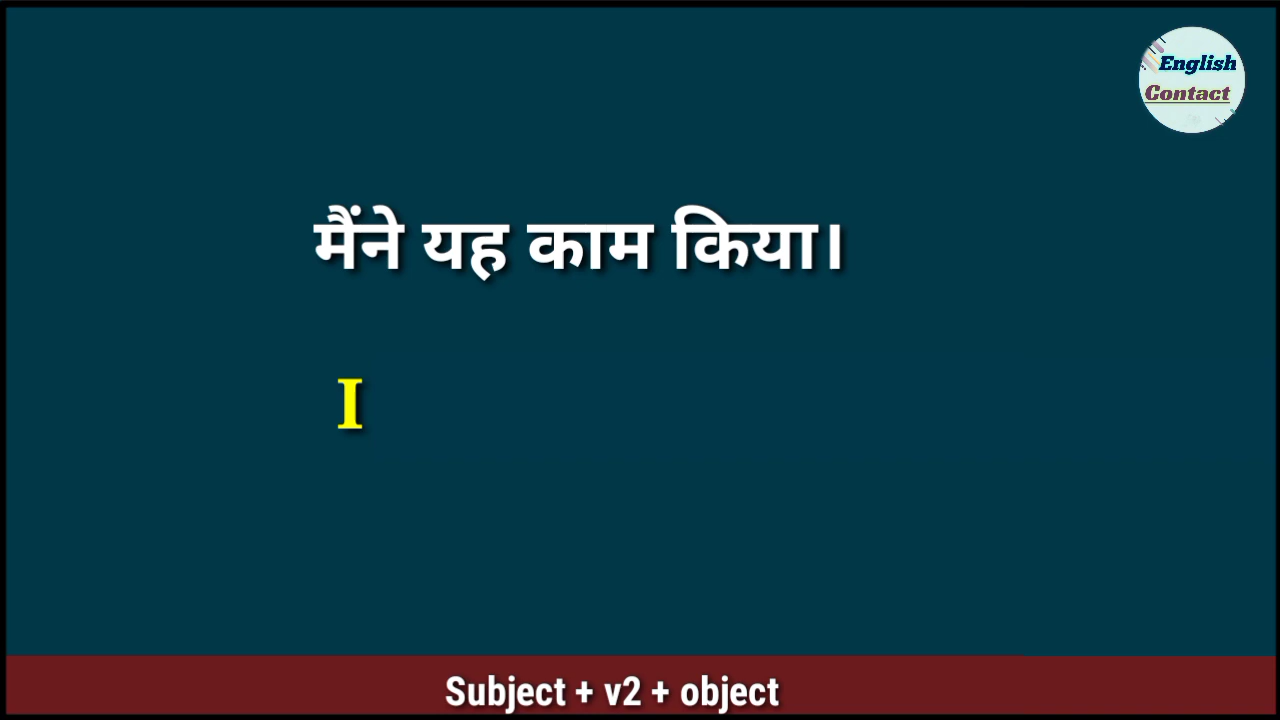 English
Contact
मैंने यह काम किया।
I
Subject + v2 + object